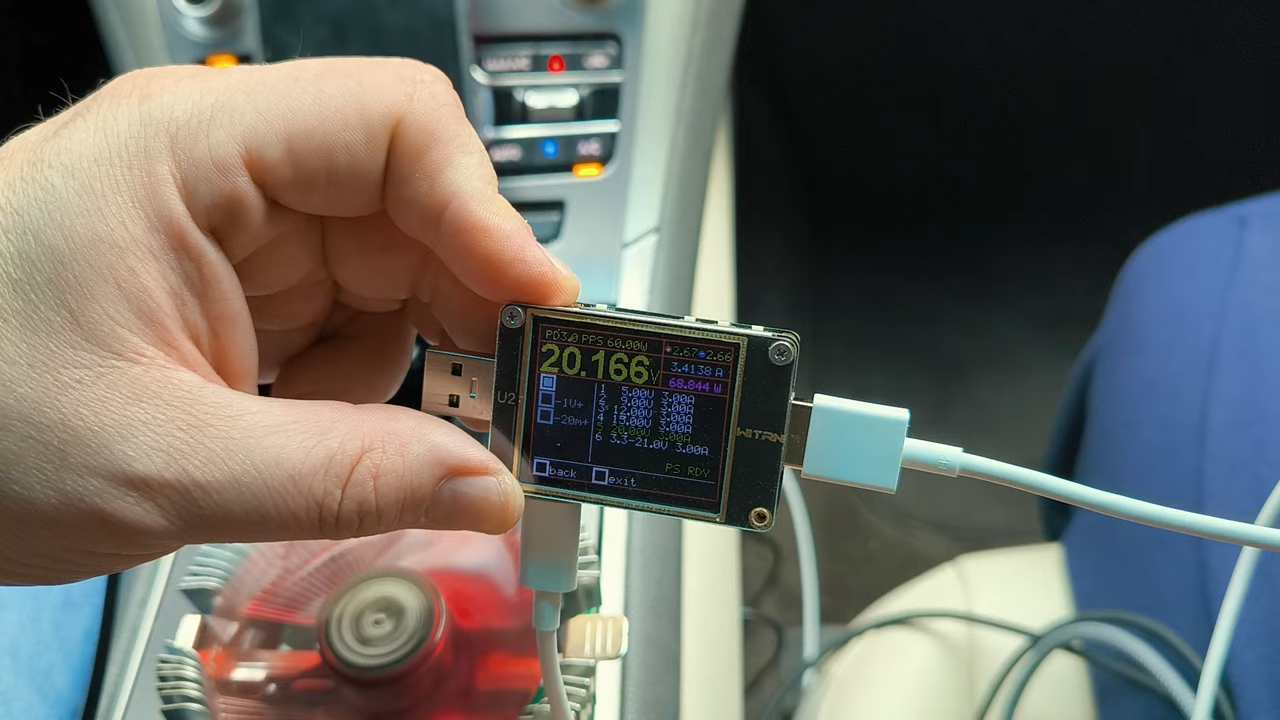 PD3.0 PPS 60.00W
+2.67 -2.66
20.166V
3.4138 A
68.844 W
1 5.00V 3.00A
2 9.00V 3.00A
-1V+
3< 12.00V 3.00A
4 15.00V 3.00A
-20m+
5 20.00V 3.00A
6 3.3-21.0V 3.00A
PS RDY
back
exit
U2
WITRN